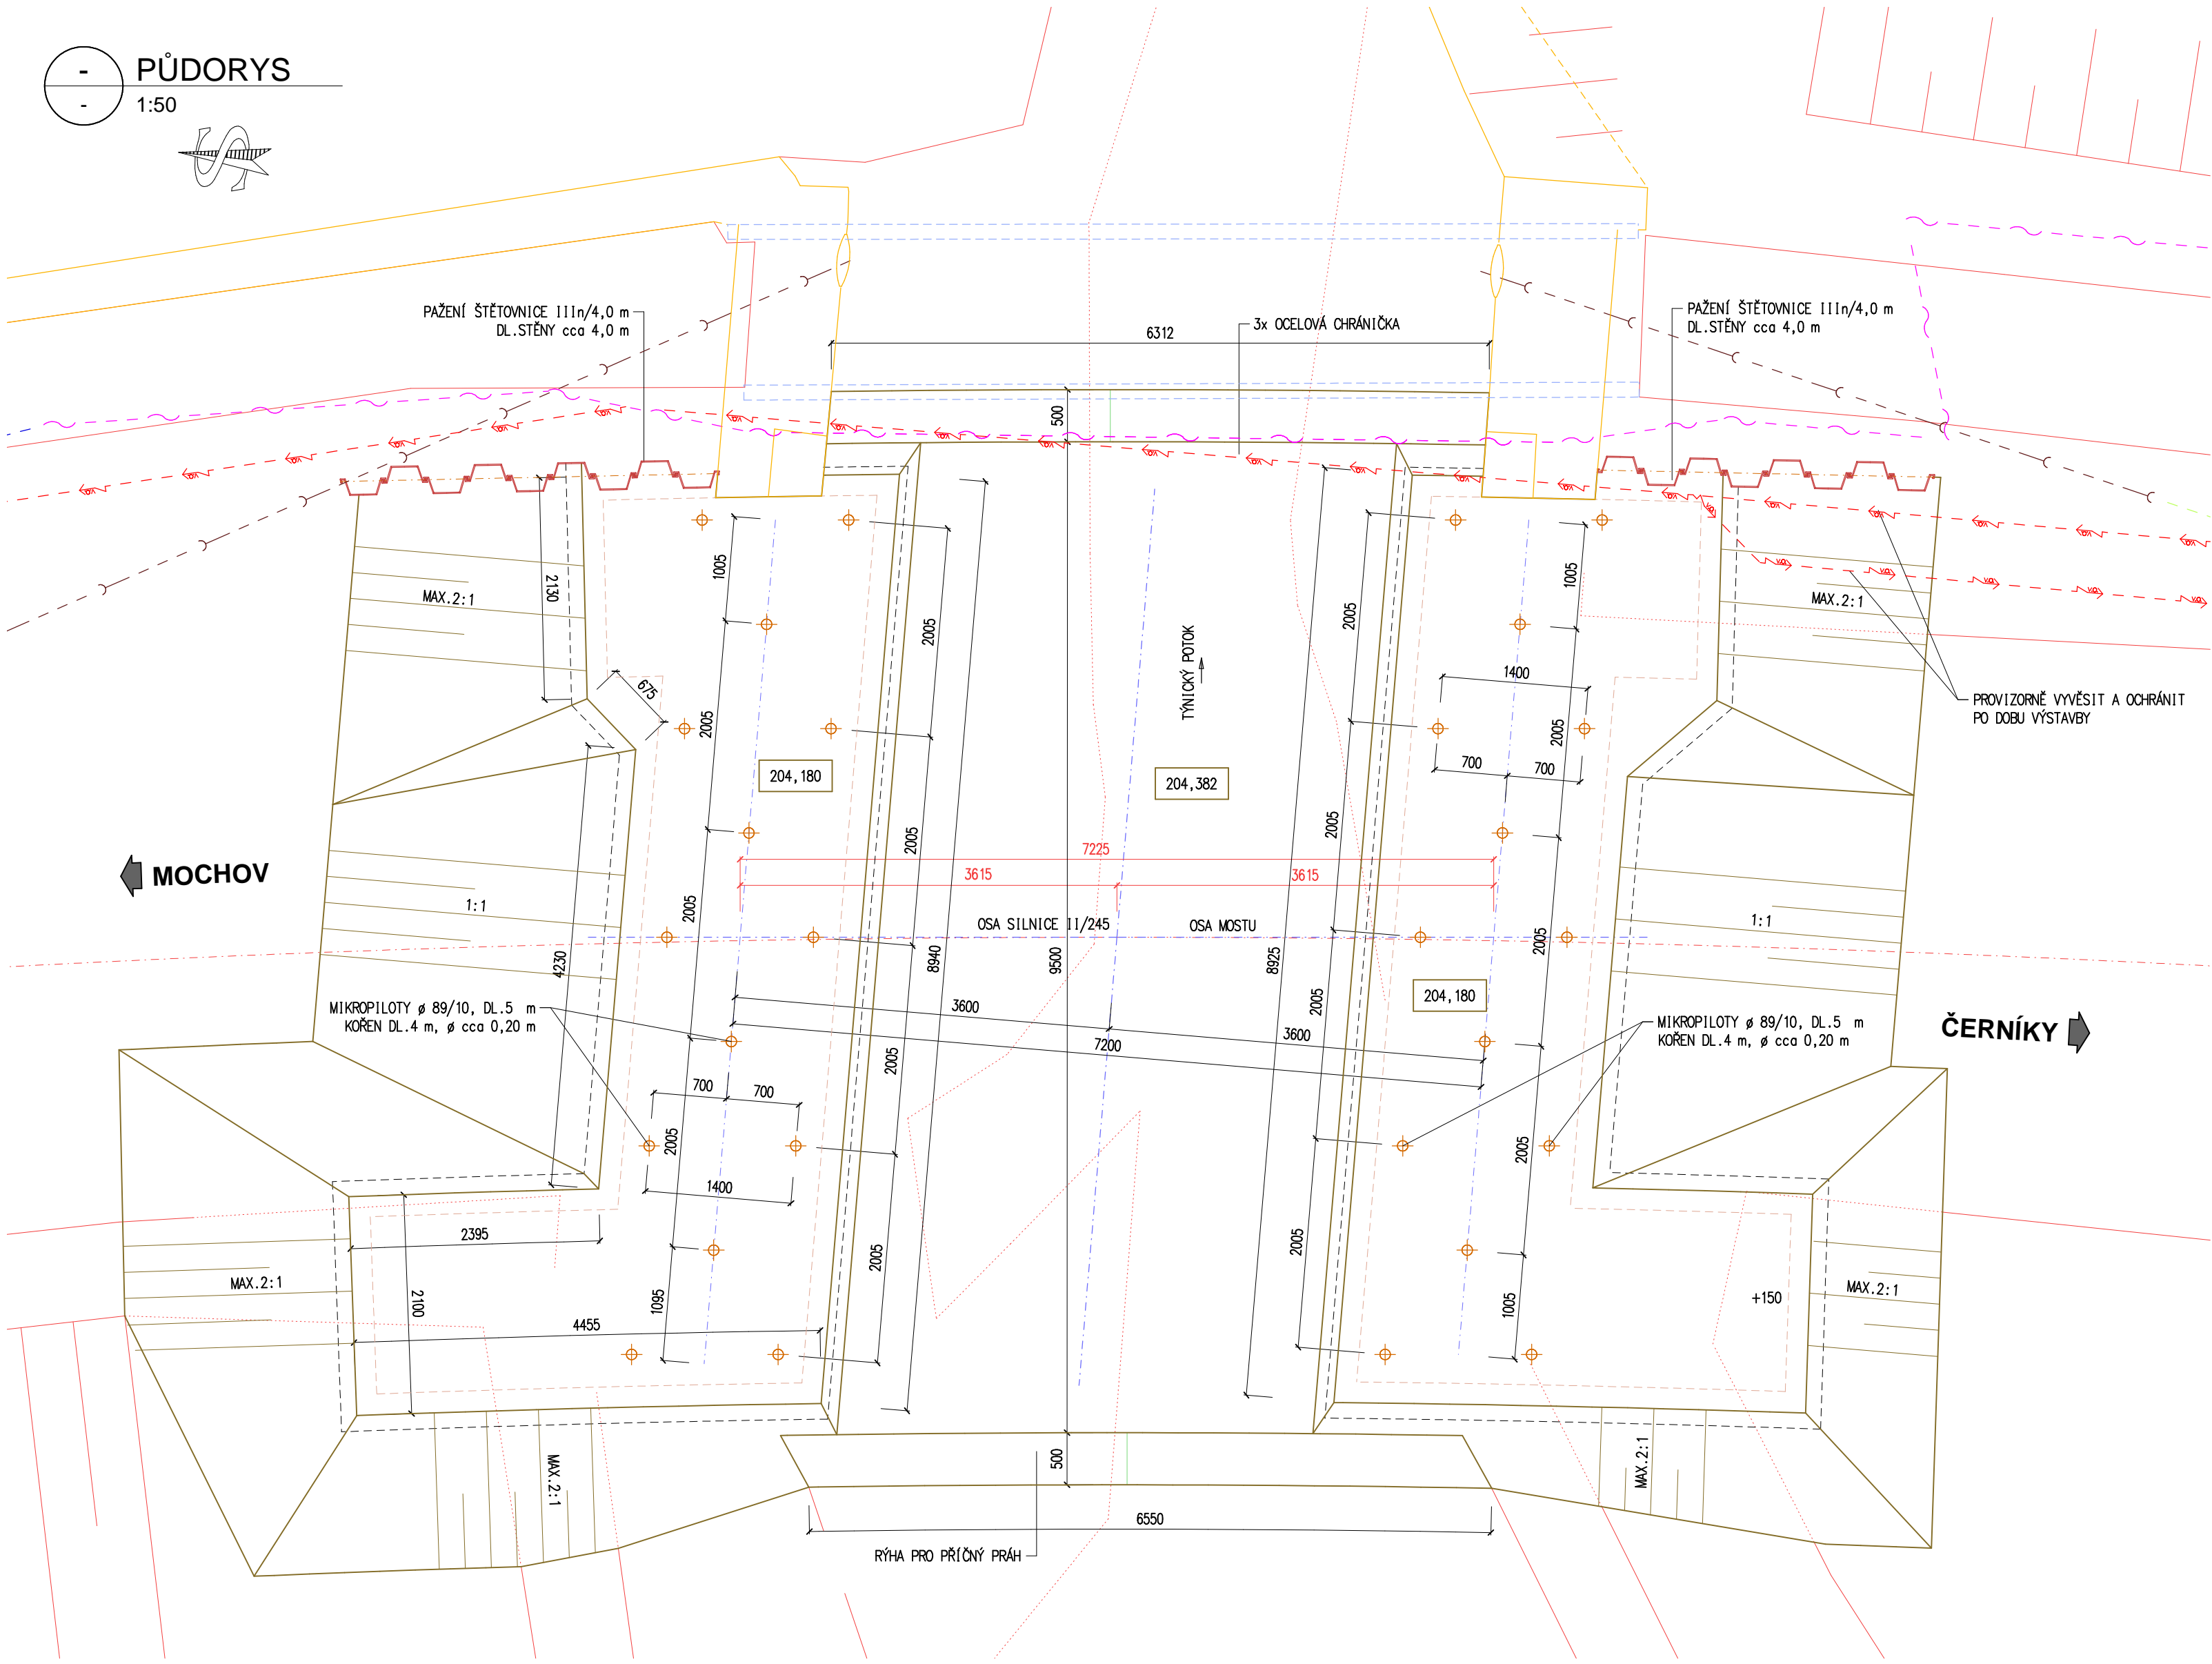 -
PŮDORYS
-
1:50
PAŽENÍ ŠTĚTOVNICE IIIn/4,0 m
DL.STĚNY cca 4,0 m
6312
3x OCELOVÁ CHRÁNIČKA
PAŽENÍ ŠTĚTOVNICE IIIn/4,0 m
DL.STĚNY cca 4,0 m
500
2130
MAX.2:1
675
1005
2005
2005
2005
2005
1095
2005
2005
2005
2005
8940
204,180
TÝNICKÝ POTOK
204,382
9500
8925
2005
2005
2005
2005
1400
700
700
1005
2005
2005
2005
2005
1005
MAX.2:1
PROVIZORNĚ VYVĚSIT A OCHRÁNIT
PO DOBU VÝSTAVBY
MOCHOV
7225
3615
3615
1:1
1:1
OSA SILNICE II/245
OSA MOSTU
4230
204,180
MIKROPILOTY ø 89/10, DL.5 m
KOŘEN DL.4 m, ø cca 0,20 m
3600
3600
7200
MIKROPILOTY ø 89/10, DL.5 m
KOŘEN DL.4 m, ø cca 0,20 m
ČERNÍKY
700
700
1400
2395
MAX.2:1
2100
4455
+150
MAX.2:1
MAX.2:1
500
MAX.2:1
6550
RÝHA PRO PŘÍČNÝ PRÁH